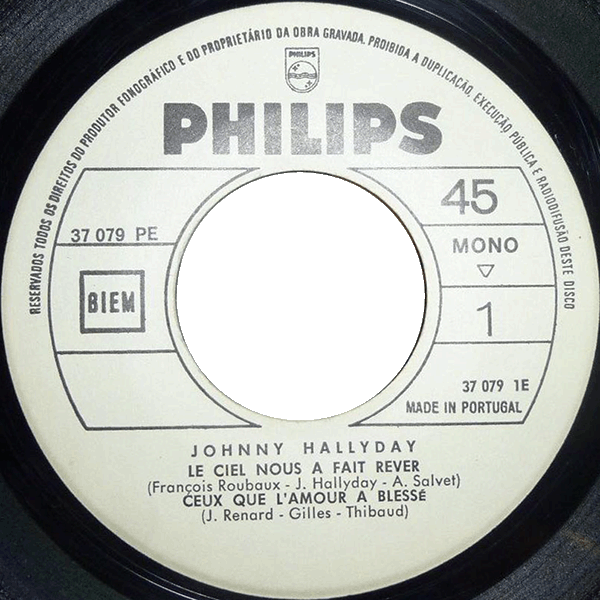 RESERVADOS TODOS OS DIREITOS DO PRODUTOR FONOGRÁFICO E DO PROPRIETÁRIO DA OBRA GRAVADA. PROIBIDA A DUPLICAÇÃO, EXECUÇÃO PÚBLICA E RADIODIFUSÃO DESTE DISCO
PHILIPS
PHILIPS
37 079 PE
45
MONO
BIEM
1
37 079 1E
MADE IN PORTUGAL
JOHNNY HALLYDAY
LE CIEL NOUS A FAIT REVER
(François Roubaux - J. Hallyday - A. Salvet)
CEUX QUE L'AMOUR A BLESSÉ
(J. Renard - Gilles - Thibaud)